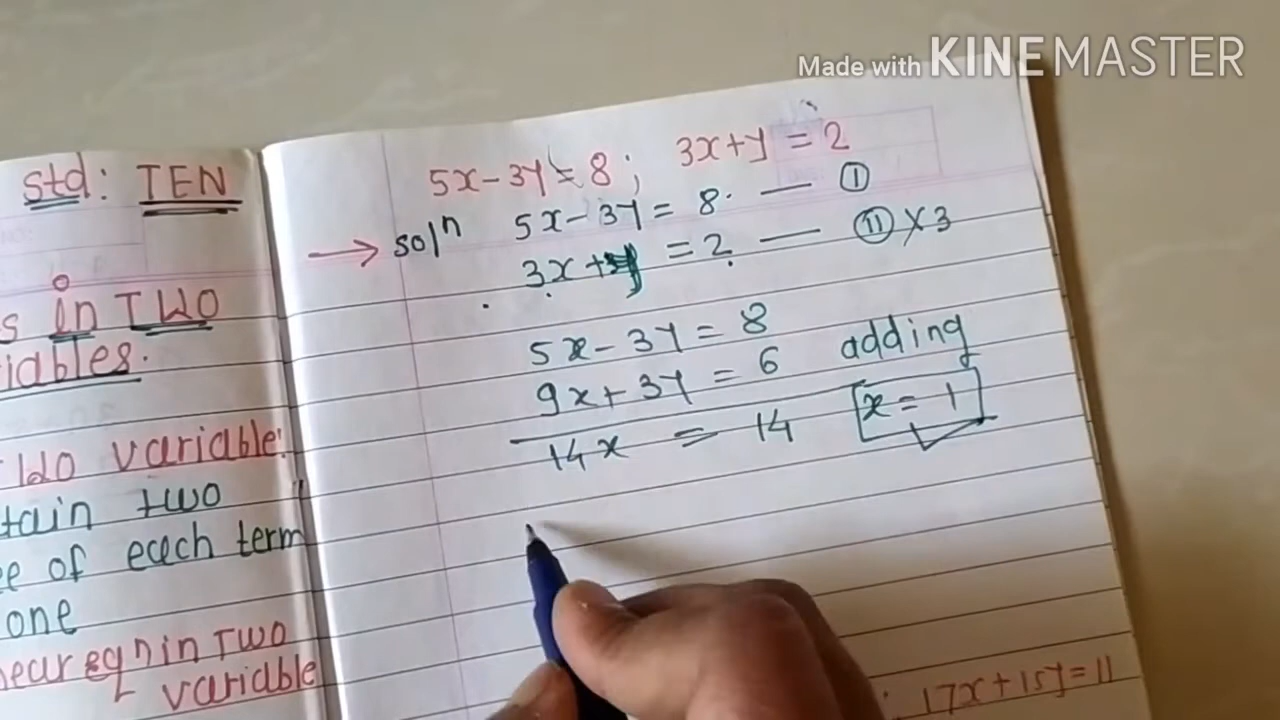 Made with KINEMASTER
std: TEN
s in TWO
iables.
variable.
tain two
ee of each term
one
near eqn in TWO
variable
5x-3y=8; 3x+y=2
→ soln 5x-3y=8. — ①
3x+y=2. — ⑪×3
5x-3y=8
9x+3y=6 adding
14x=14 x=1
17x+15y=11